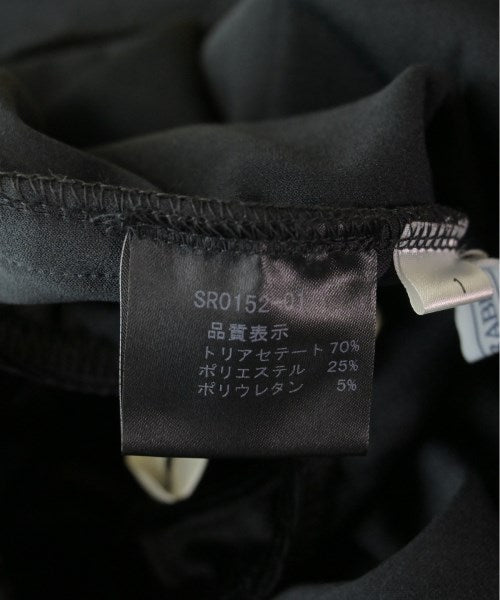 SR0152-01
品質表示
トリアセテート 70%
ポリエステル 25%
ポリウレタン 5%
1